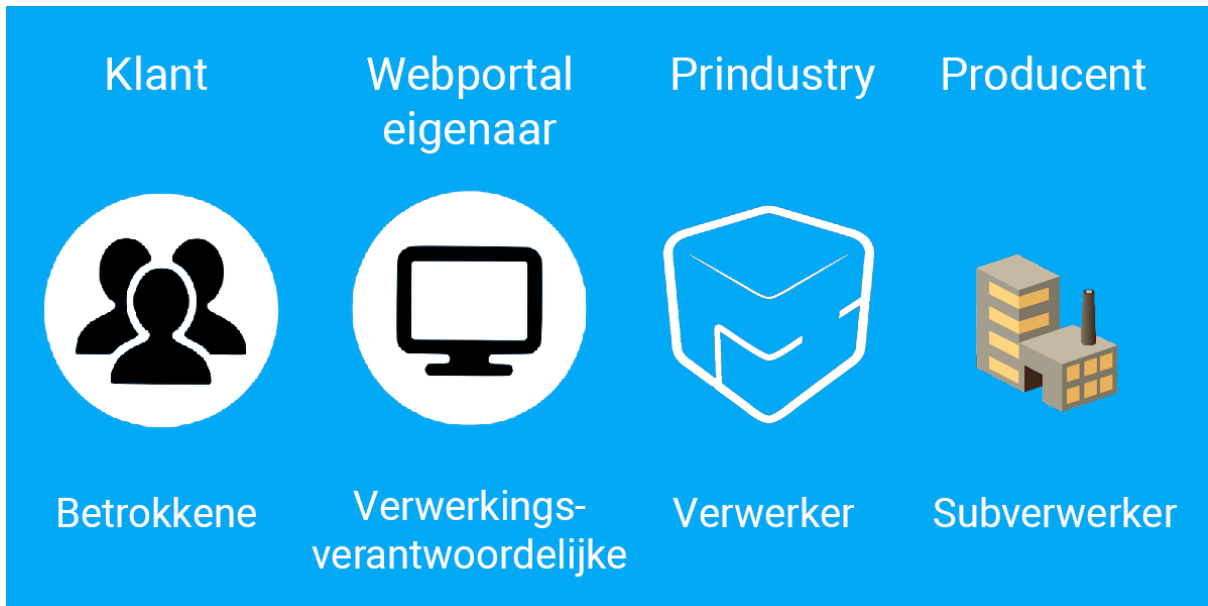 Klant
Webportal
eigenaar
Prindustry
Producent
Betrokkene
Verwerkings-
verantwoordelijke
Verwerker
Subverwerker